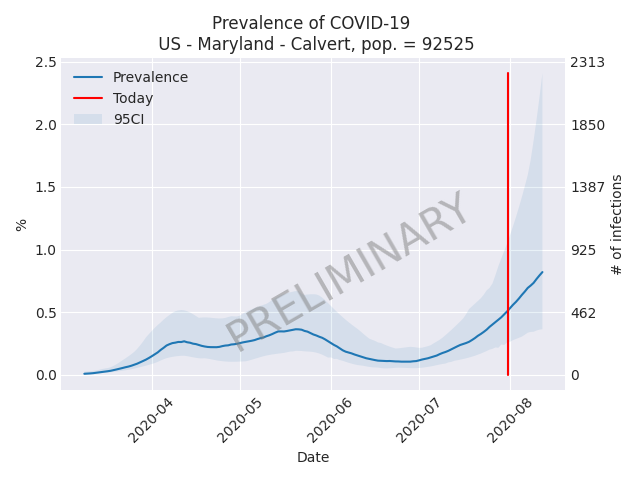 Prevalence of COVID-19
US - Maryland - Calvert, pop. = 92525
Prevalence
Today
95CI
PRELIMINARY
2.5
2.0
1.5
1.0
0.5
0.0
%
2313
1850
1387
925
462
0
# of infections
2020-04
2020-05
2020-06
2020-07
2020-08
Date